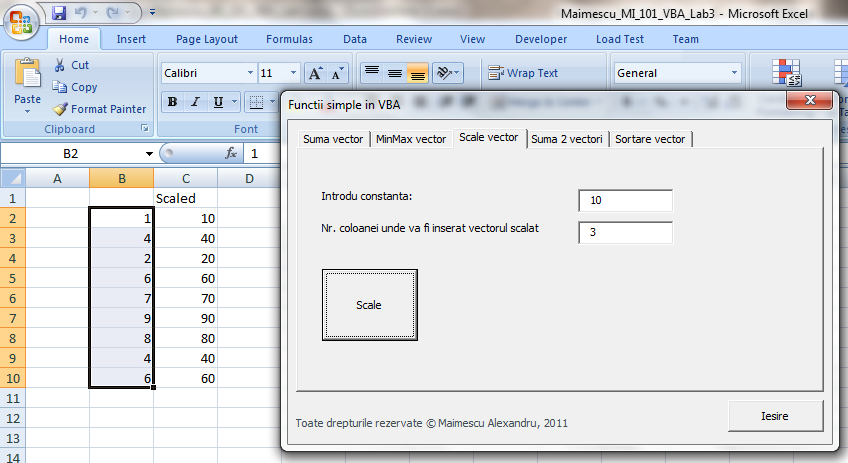 Maimescu_MI_101_VBA_Lab3 - Microsoft Excel
Home Insert Page Layout Formulas Data Review View Developer Load Test Team
Paste
Cut
Copy
Format Painter
Clipboard
Calibri 11 A A
B I U
Font
Wrap Text
General
B2 fx 1
A B C D
1 Scaled
2 1 10
3 4 40
4 2 20
5 6 60
6 7 70
7 9 90
8 8 80
9 4 40
10 6 60
11
12
13
14
Functii simple in VBA
Suma vector MinMax vector Scale vector Suma 2 vectori Sortare vector
Introdu constanta: 10
Nr. coloanei unde va fi inserat vectorul scalat 3
Scale
Toate drepturile rezervate © Maimescu Alexandru, 2011
Iesire